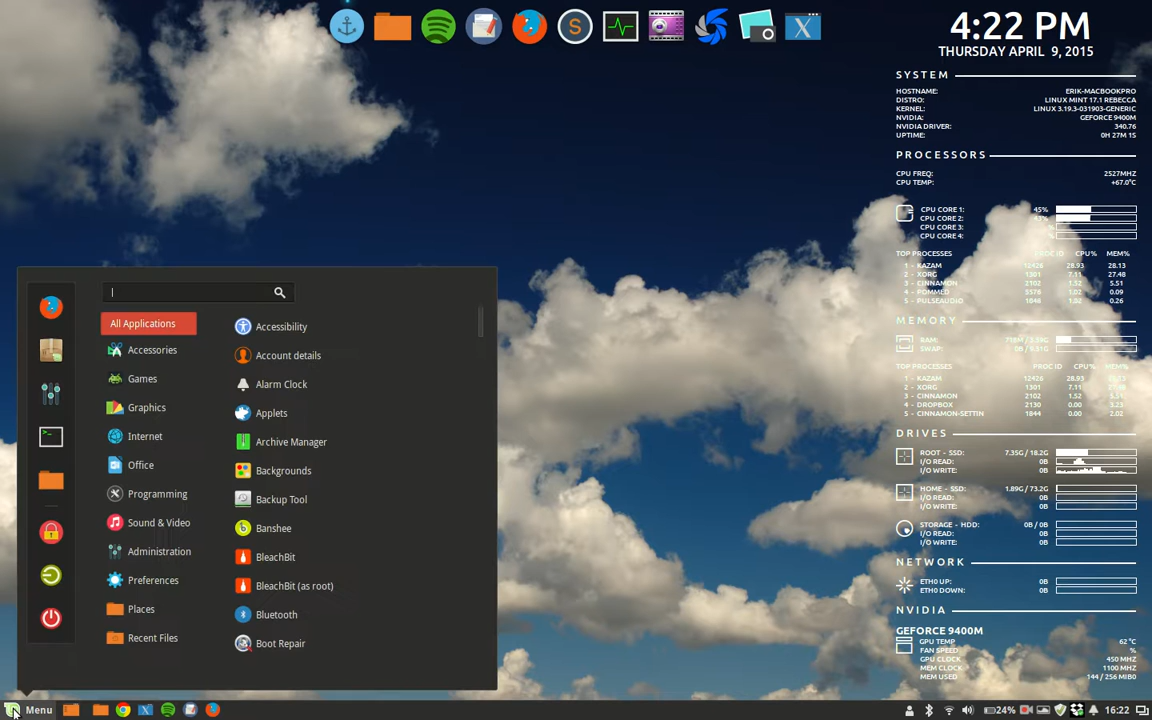 4:22 PM
THURSDAY APRIL 9, 2015
SYSTEM
HOSTNAME: ERIK-MACBOOKPRO
DISTRO: LINUX MINT 17.1 REBECCA
KERNEL: LINUX 3.19.3-031903-GENERIC
NVIDIA: GEFORCE 9400M
NVIDIA DRIVER: 340.76
UPTIME: 0H 27M 1S
PROCESSORS
CPU FREQ: 2527MHZ
CPU TEMP: +67.0°C
CPU CORE 1: 45%
CPU CORE 2:
CPU CORE 3:
CPU CORE 4:
TOP PROCESSES PROC ID CPU% MEM%
1 - KAZAM 12426 28.93 28.13
2 - XORG 1301 7.11 27.48
3 - CINNAMON 2102 1.52 5.51
4 - POMMED 5578 1.02 0.09
5 - PULSEAUDIO 1846 1.02 0.26
MEMORY
RAM:
SWAP:
TOP PROCESSES PROC ID CPU% MEM%
1 - KAZAM 12426 28.93
2 - XORG 1301 7.11
3 - CINNAMON 2102 1.52
4 - DROPBOX 2130 0.00 3.23
5 - CINNAMON-SETTIN 1844 0.00 2.02
DRIVES
ROOT - SSD: 7.35G / 18.2G
I/O READ: 0B
I/O WRITE: 0B
HOME - SSD: 1.89G / 73.2G
I/O READ: 0B
I/O WRITE: 0B
STORAGE - HDD: 0B / 0B
I/O READ: 0B
I/O WRITE: 0B
NETWORK
ETH0 UP: 0B
ETH0 DOWN: 0B
NVIDIA
GEFORCE 9400M
GPU TEMP 62 °C
FAN SPEED %
GPU CLOCK 450 MHZ
MEM CLOCK 1100 MHZ
MEM USED 144 / 256 MIB0
All Applications
Accessories
Games
Graphics
Internet
Office
Programming
Sound & Video
Administration
Preferences
Places
Recent Files
Accessibility
Account details
Alarm Clock
Applets
Archive Manager
Backgrounds
Backup Tool
Banshee
BleachBit
BleachBit (as root)
Bluetooth
Boot Repair
Menu
24%
16:22